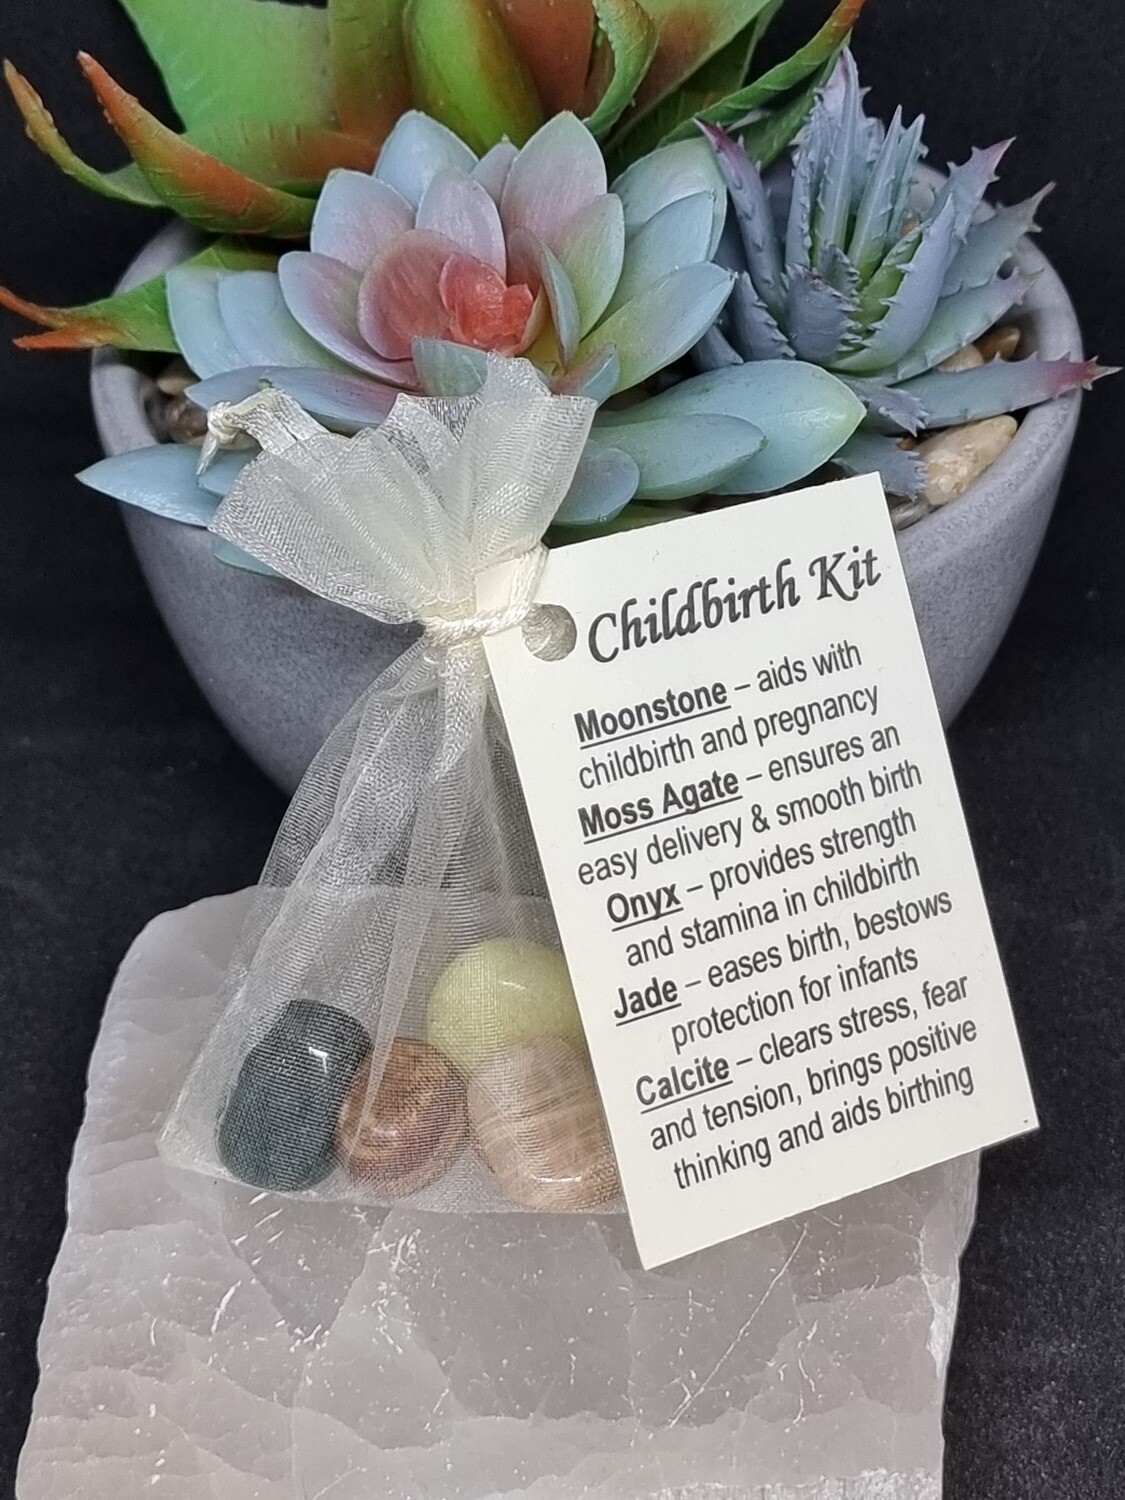 Childbirth Kit
Moonstone – aids with
childbirth and pregnancy
Moss Agate – ensures an
easy delivery & smooth birth
Onyx – provides strength
and stamina in childbirth
Jade – eases birth, bestows
protection for infants
Calcite – clears stress, fear
and tension, brings positive
thinking and aids birthing